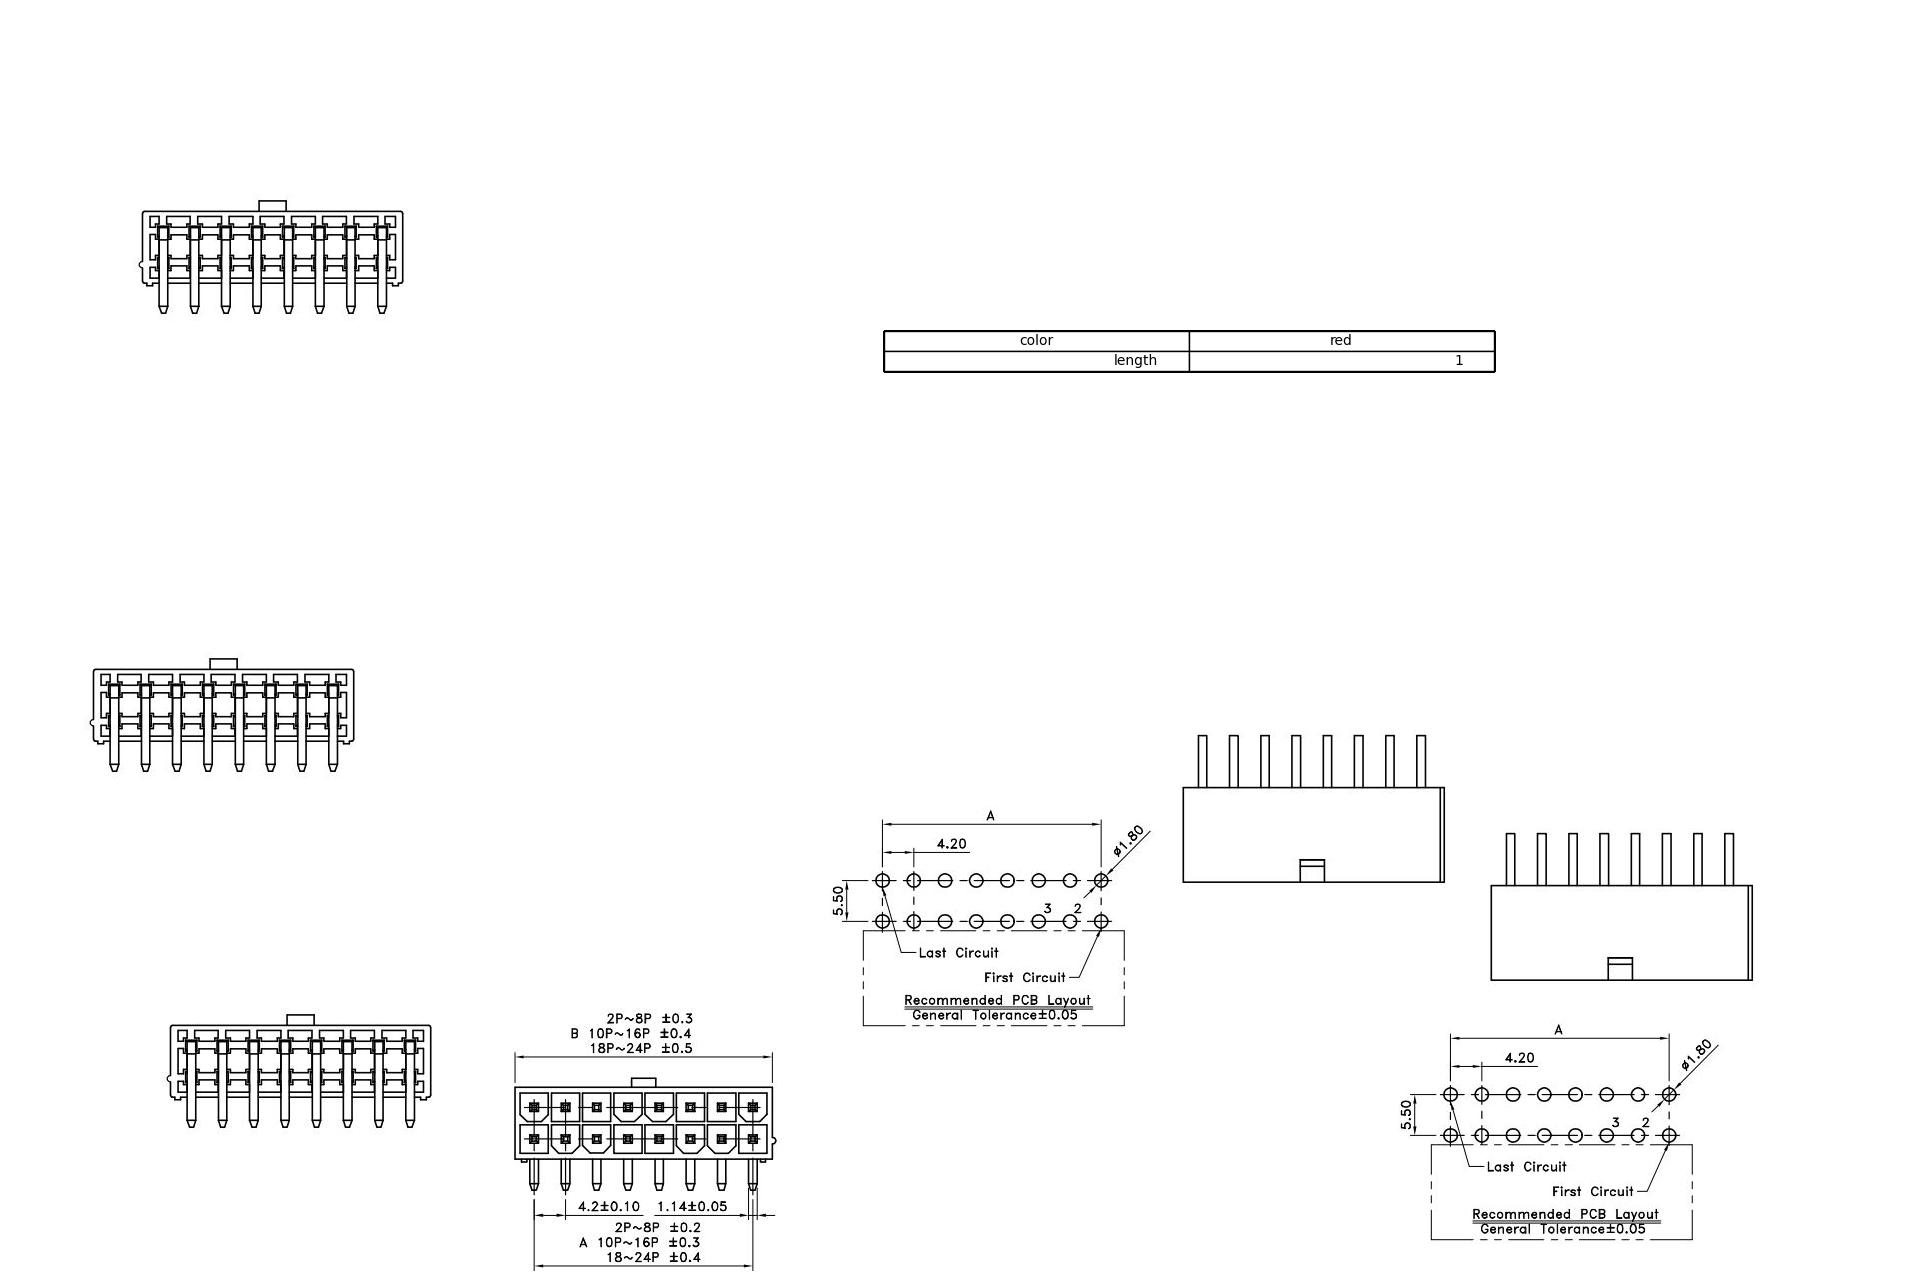 color red
length 1
A
4.20
ø1.80
5.50
3 2
Last Circuit
First Circuit
Recommended PCB Layout
General Tolerance±0.05
2P~8P ±0.3
B 10P~16P ±0.4
18P~24P ±0.5
4.2±0.10 1.14±0.05
2P~8P ±0.2
A 10P~16P ±0.3
18~24P ±0.4
A
4.20
ø1.80
5.50
3 2
Last Circuit
First Circuit
Recommended PCB Layout
General Tolerance±0.05